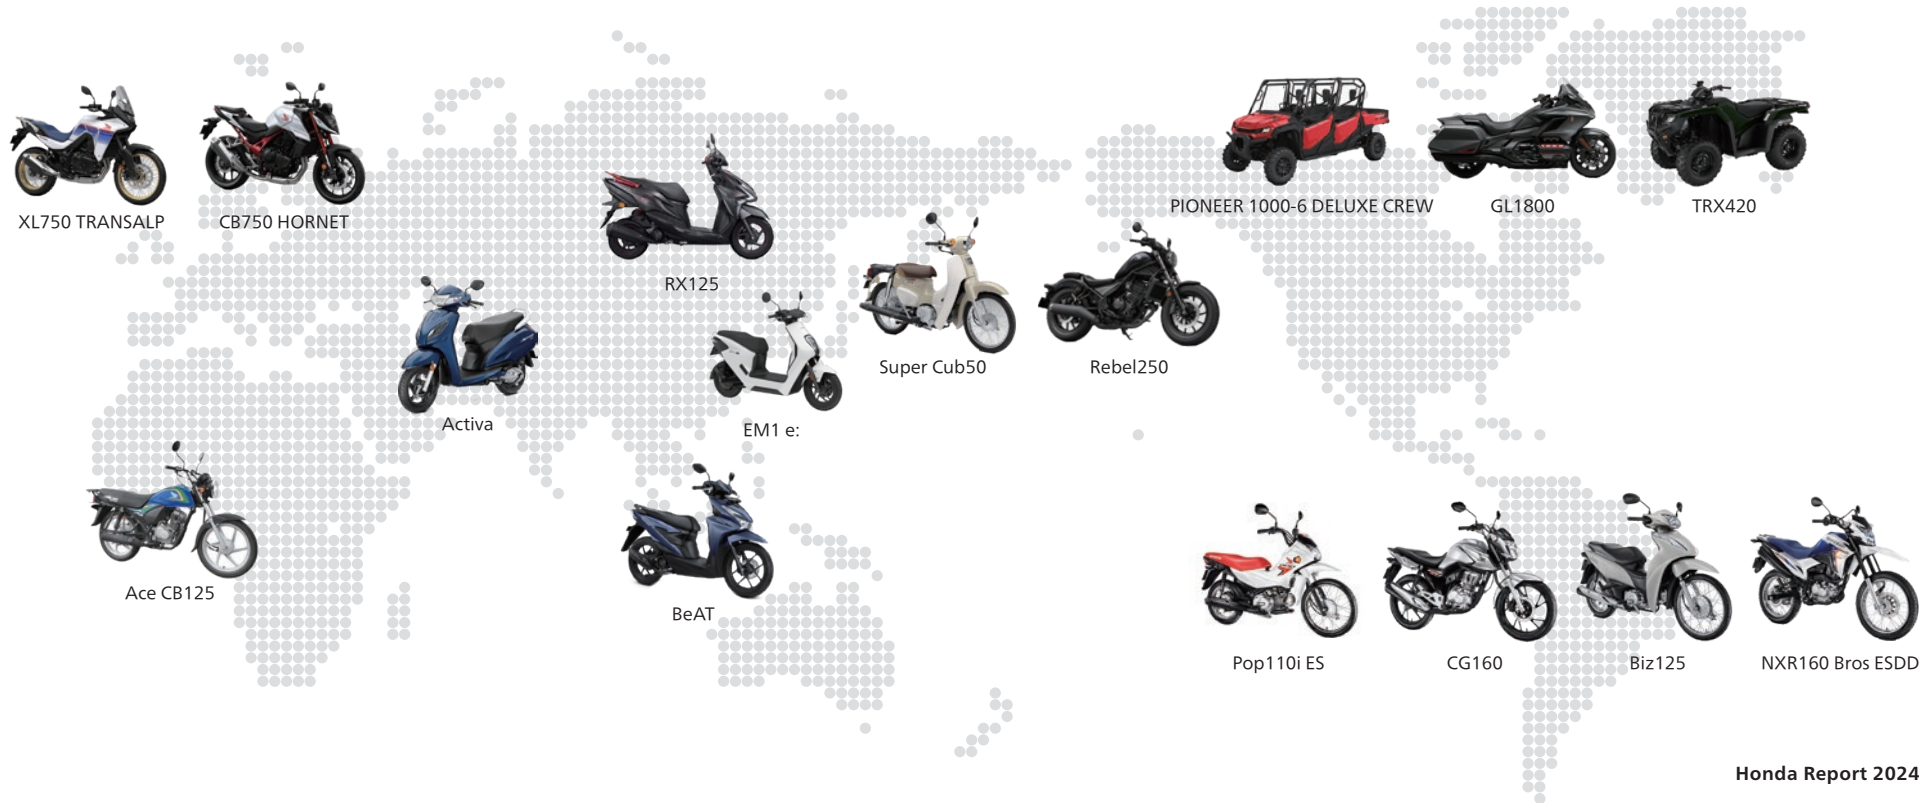 XL750 TRANSALP
CB750 HORNET
RX125
PIONEER 1000-6 DELUXE CREW
GL1800
TRX420
Activa
EM1 e:
Super Cub50
Rebel250
Ace CB125
BeAT
Pop110i ES
CG160
Biz125
NXR160 Bros ESDD
Honda Report 2024